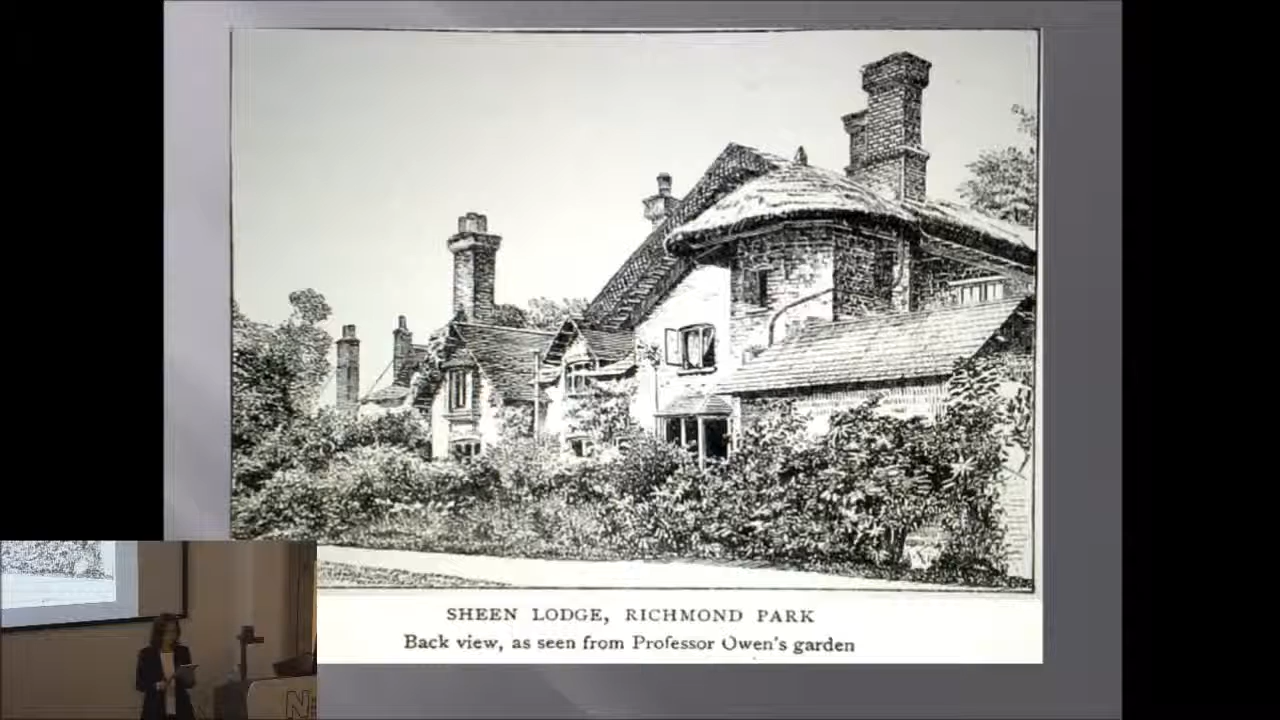 SHEEN LODGE, RICHMOND PARK
Back view, as seen from Professor Owen's garden